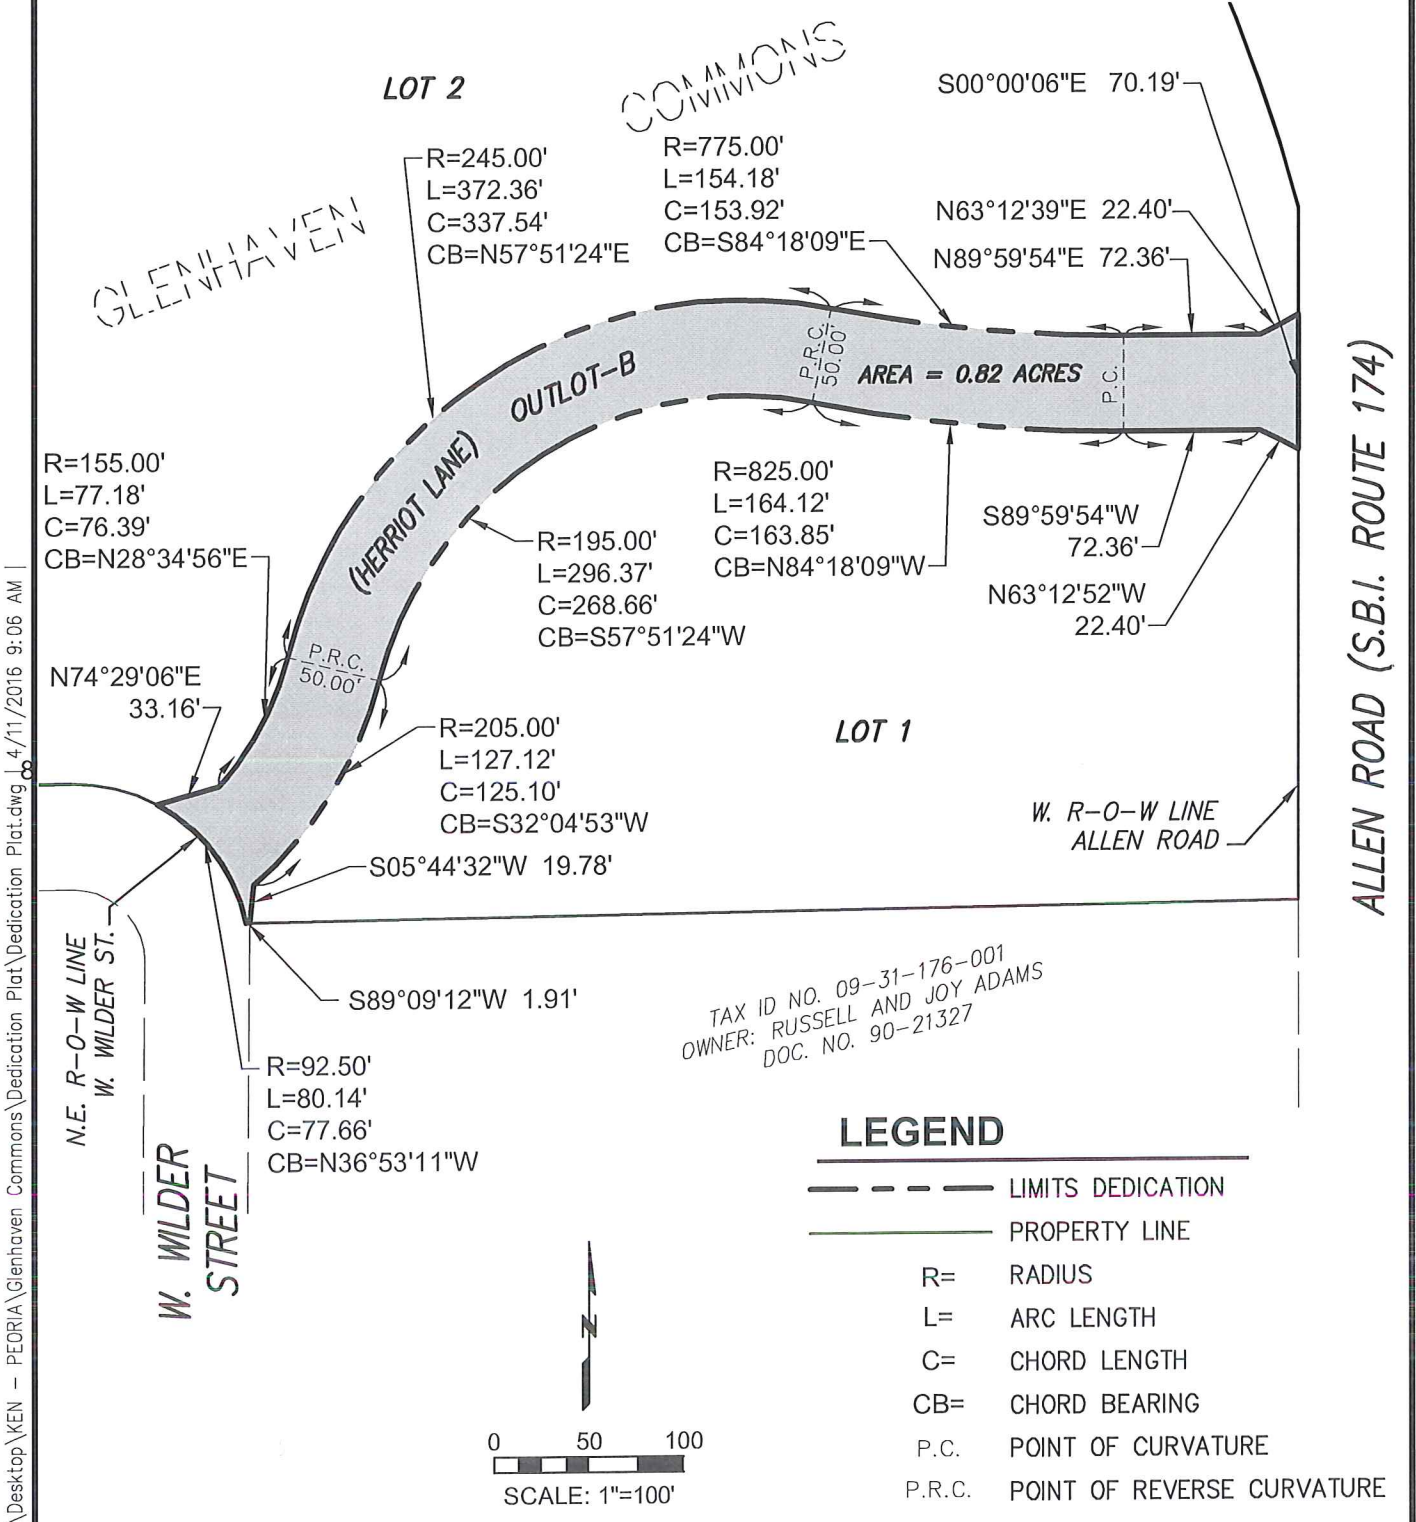 LOT 2
COMMONS
GLENHAVEN
S00°00'06"E 70.19'
R=245.00'
L=372.36'
C=337.54'
CB=N57°51'24"E
R=775.00'
L=154.18'
C=153.92'
CB=S84°18'09"E
N63°12'39"E 22.40'
N89°59'54"E 72.36'
P.R.C.
50.00'
OUTLOT-B
AREA = 0.82 ACRES
P.C.
(HERRIOT LANE)
R=155.00'
L=77.18'
C=76.39'
CB=N28°34'56"E
R=825.00'
L=164.12'
C=163.85'
CB=N84°18'09"W
S89°59'54"W
72.36'
R=195.00'
L=296.37'
C=268.66'
CB=S57°51'24"W
N63°12'52"W
22.40'
P.R.C.
50.00'
N74°29'06"E
33.16'
R=205.00'
L=127.12'
C=125.10'
CB=S32°04'53"W
LOT 1
W. R-O-W LINE
ALLEN ROAD
ALLEN ROAD (S.B.I. ROUTE 174)
S05°44'32"W 19.78'
S89°09'12"W 1.91'
N.E. R-O-W LINE
W. WILDER ST.
TAX ID NO. 09-31-176-001
OWNER: RUSSELL AND JOY ADAMS
DOC. NO. 90-21327
R=92.50'
L=80.14'
C=77.66'
CB=N36°53'11"W
W. WILDER
STREET
LEGEND
LIMITS DEDICATION
PROPERTY LINE
R= RADIUS
L= ARC LENGTH
C= CHORD LENGTH
CB= CHORD BEARING
P.C. POINT OF CURVATURE
P.R.C. POINT OF REVERSE CURVATURE
N
0 50 100
SCALE: 1"=100'
\Desktop\KEN - PEORIA\Glenhaven Commons\Dedication Plat\Dedication Plat.dwg | 4/11/2016 9:06 AM |
8